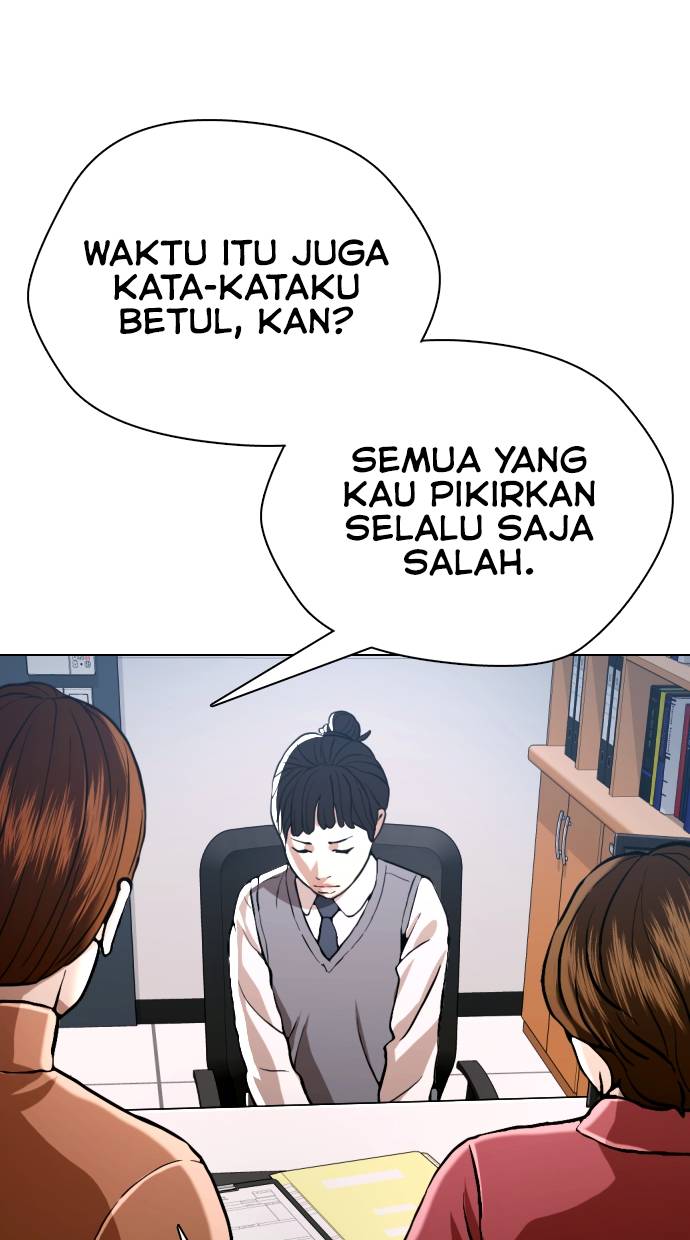 WAKTU ITU JUGA
KATA-KATAKU
BETUL, KAN?
SEMUA YANG
KAU PIKIRKAN
SELALU SAJA
SALAH.